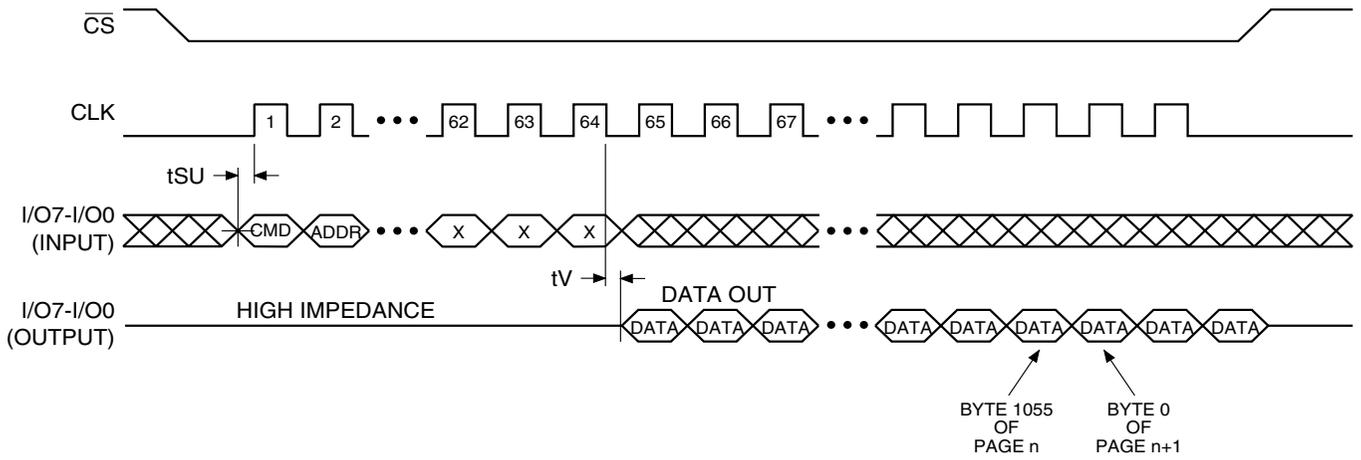 CS
CLK
1 2 ••• 62 63 64 65 66 67 •••
tSU
I/O7-I/O0
(INPUT)
CMD ADDR ••• X X X •••
tV
I/O7-I/O0
(OUTPUT)
HIGH IMPEDANCE
DATA OUT
DATA DATA DATA ••• DATA DATA DATA DATA DATA DATA
BYTE 1055
OF
PAGE n
BYTE 0
OF
PAGE n+1